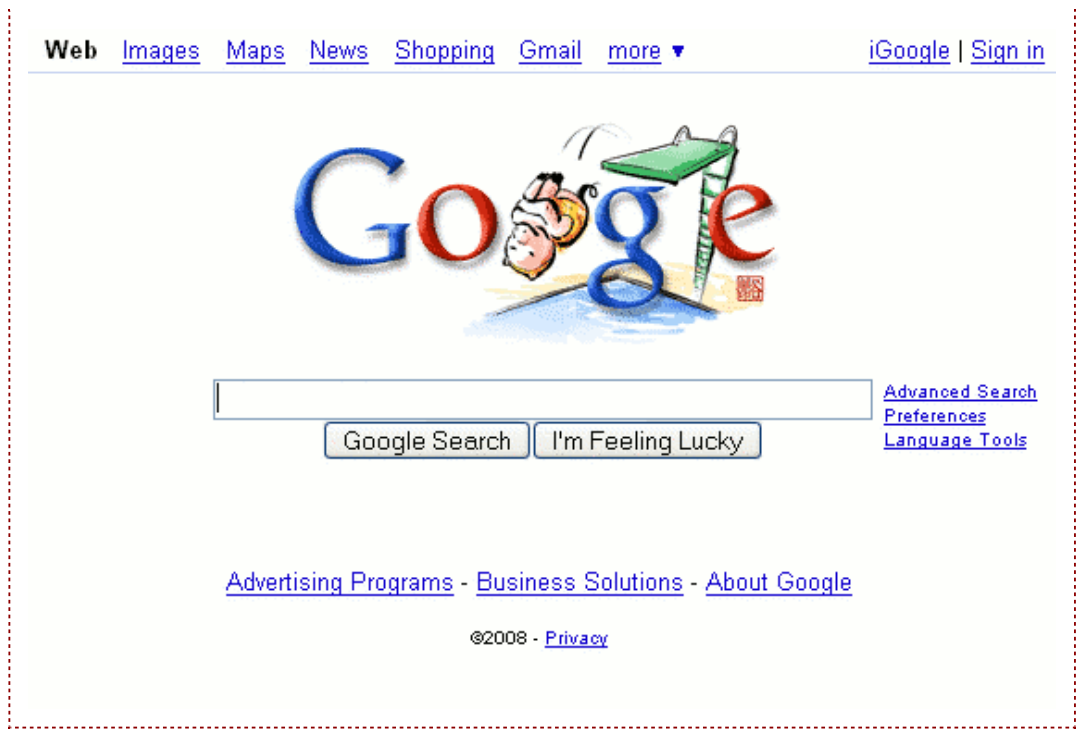 Web Images Maps News Shopping Gmail more ▼ iGoogle | Sign in
Google
Advanced Search
Preferences
Google Search I'm Feeling Lucky Language Tools
Advertising Programs - Business Solutions - About Google
©2008 - Privacy